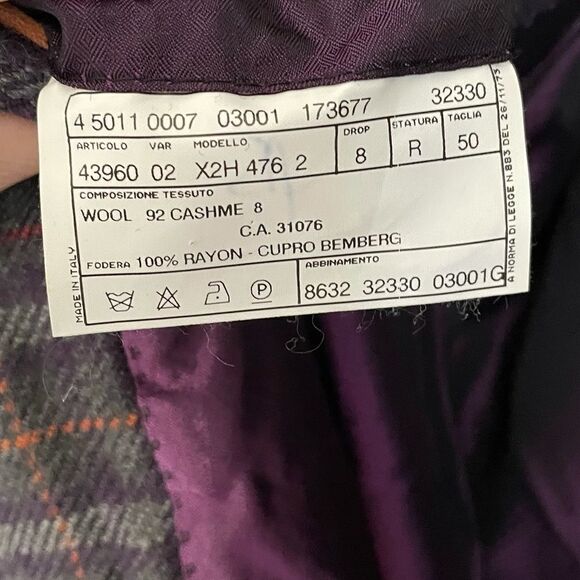 4 5011 0007 03001 173677 32330
ARTICOLO VAR MODELLO DROP STATURA TAGLIA
43960 02 X2H 476 2 8 R 50
COMPOSIZIONE TESSUTO
WOOL 92 CASHME 8
C.A. 31076
FODERA 100% RAYON - CUPRO BEMBERG
ABBINAMENTO
P
8632 32330 03001G
MADE IN ITALY
A NORMA DI LEGGE N.883 DEL 26/11/73